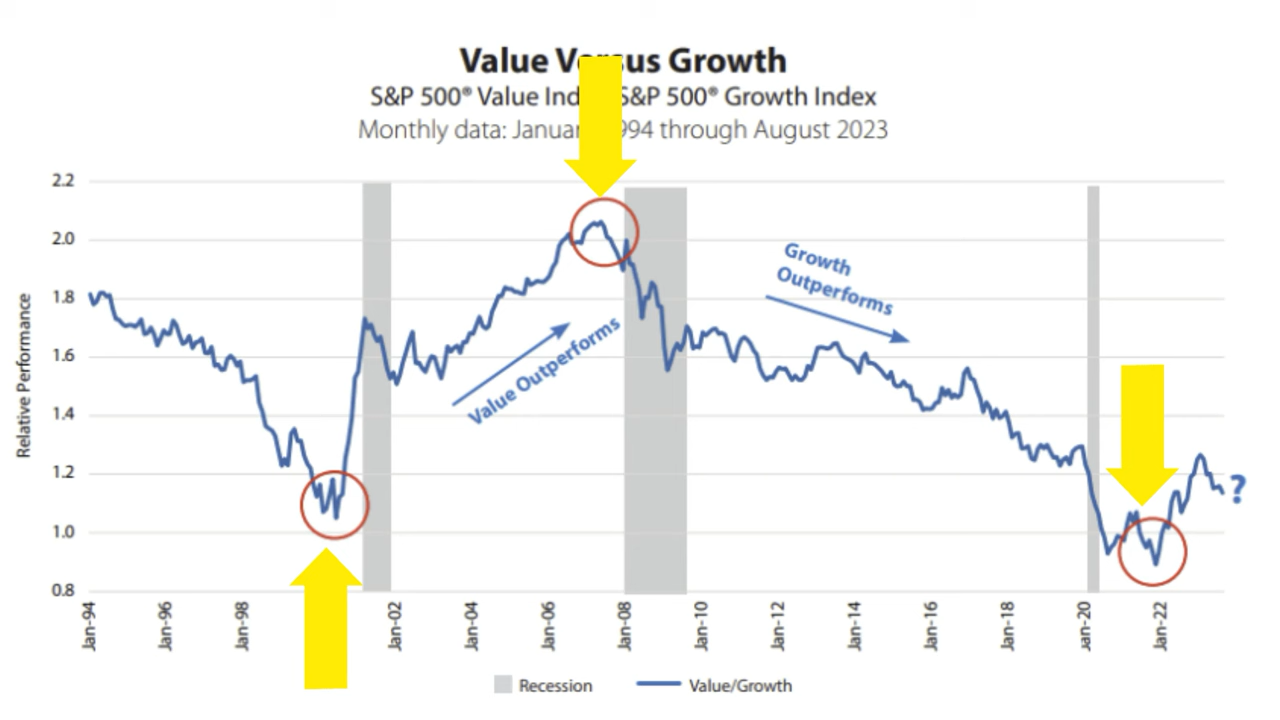 Value Versus Growth
S&P 500® Value Ind S&P 500® Growth Index
Monthly data: Janua 994 through August 2023
2.2
2.0
1.8
1.6
1.4
1.2
1.0
0.8
Relative Performance
Value Outperforms
Growth
Outperforms
?
Jan-94
Jan-96
Jan-98
Jan-02
Jan-04
Jan-06
Jan-08
Jan-10
Jan-12
Jan-14
Jan-16
Jan-18
Jan-20
Jan-22
Recession
Value/Growth